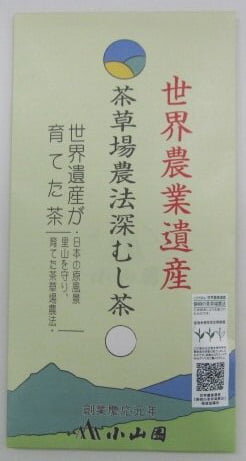 世界農業遺産
茶草場農法深むし茶
世界遺産が
育てた茶
日本の原風景
里山を守り、
育てた茶草場農法
創業慶応元年
小山園